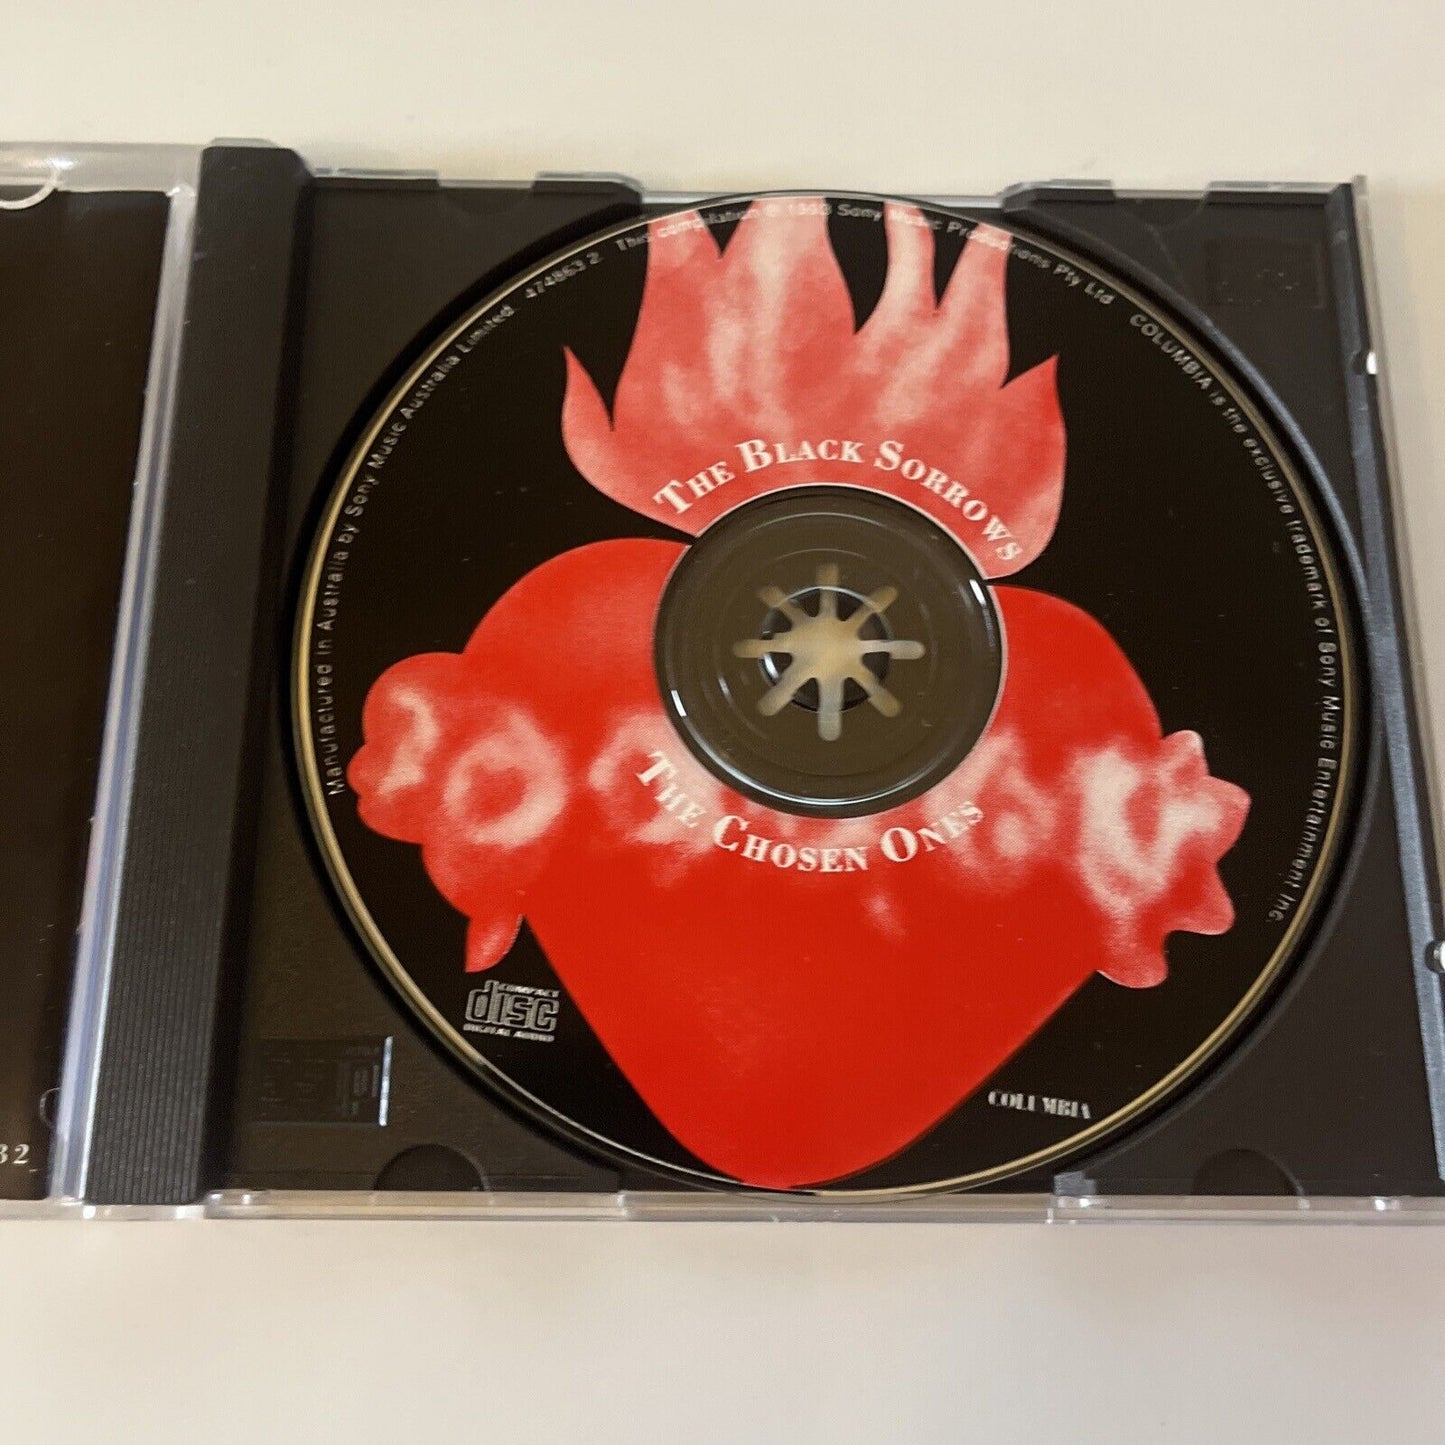 The Black Sorrows
The Chosen Ones
Manufactured in Australia by Sony Music Australia Limited 474863 2 This compilation ℗ 1993 Sony Music Productions Pty Ltd COLUMBIA is the exclusive trademark of Sony Music Entertainment Inc.
COMPACT
disc
DIGITAL AUDIO
COLUMBIA